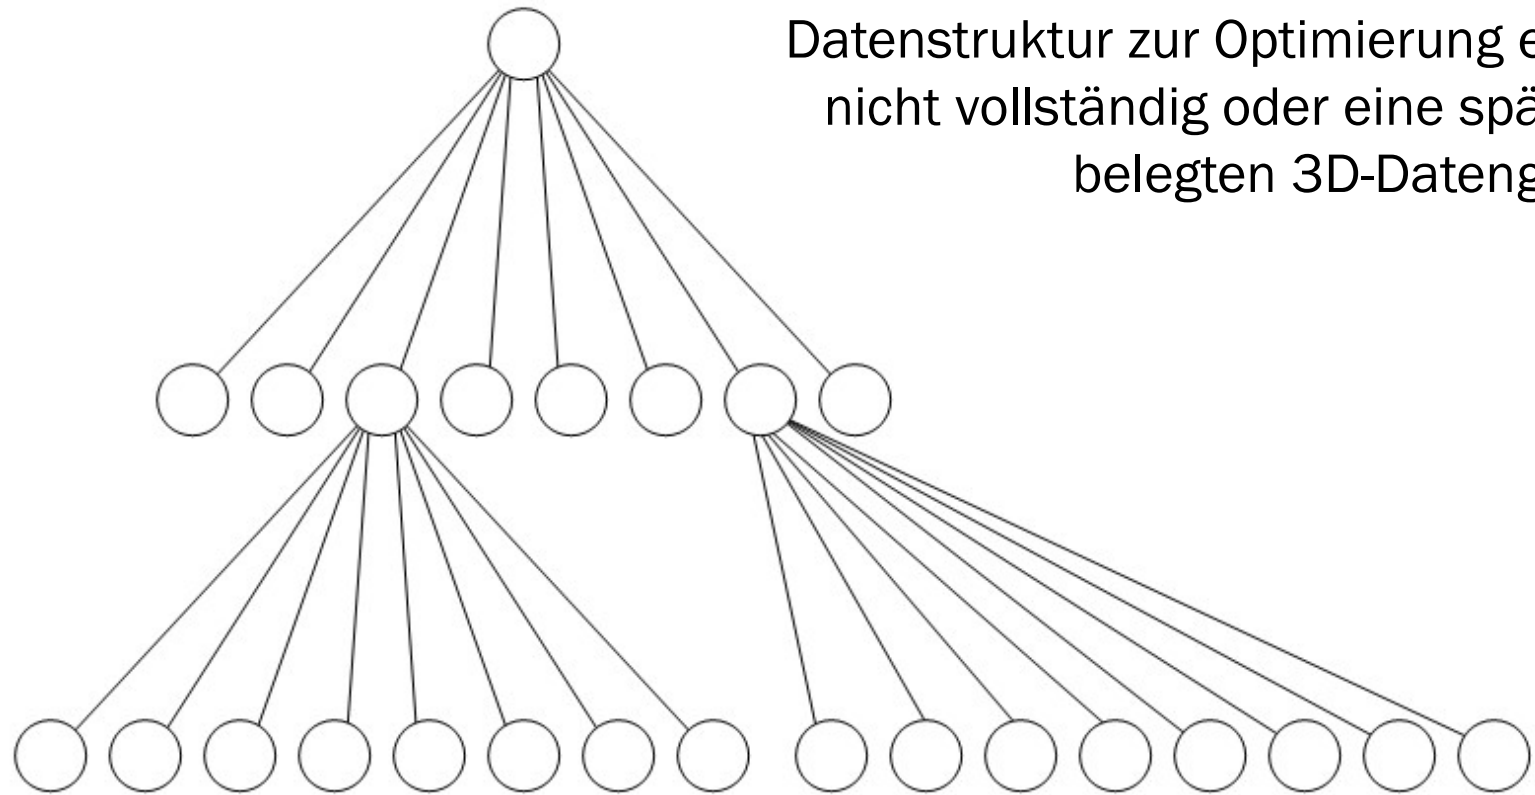 Datenstruktur zur Optimierung
nicht vollständig oder eine
belegten